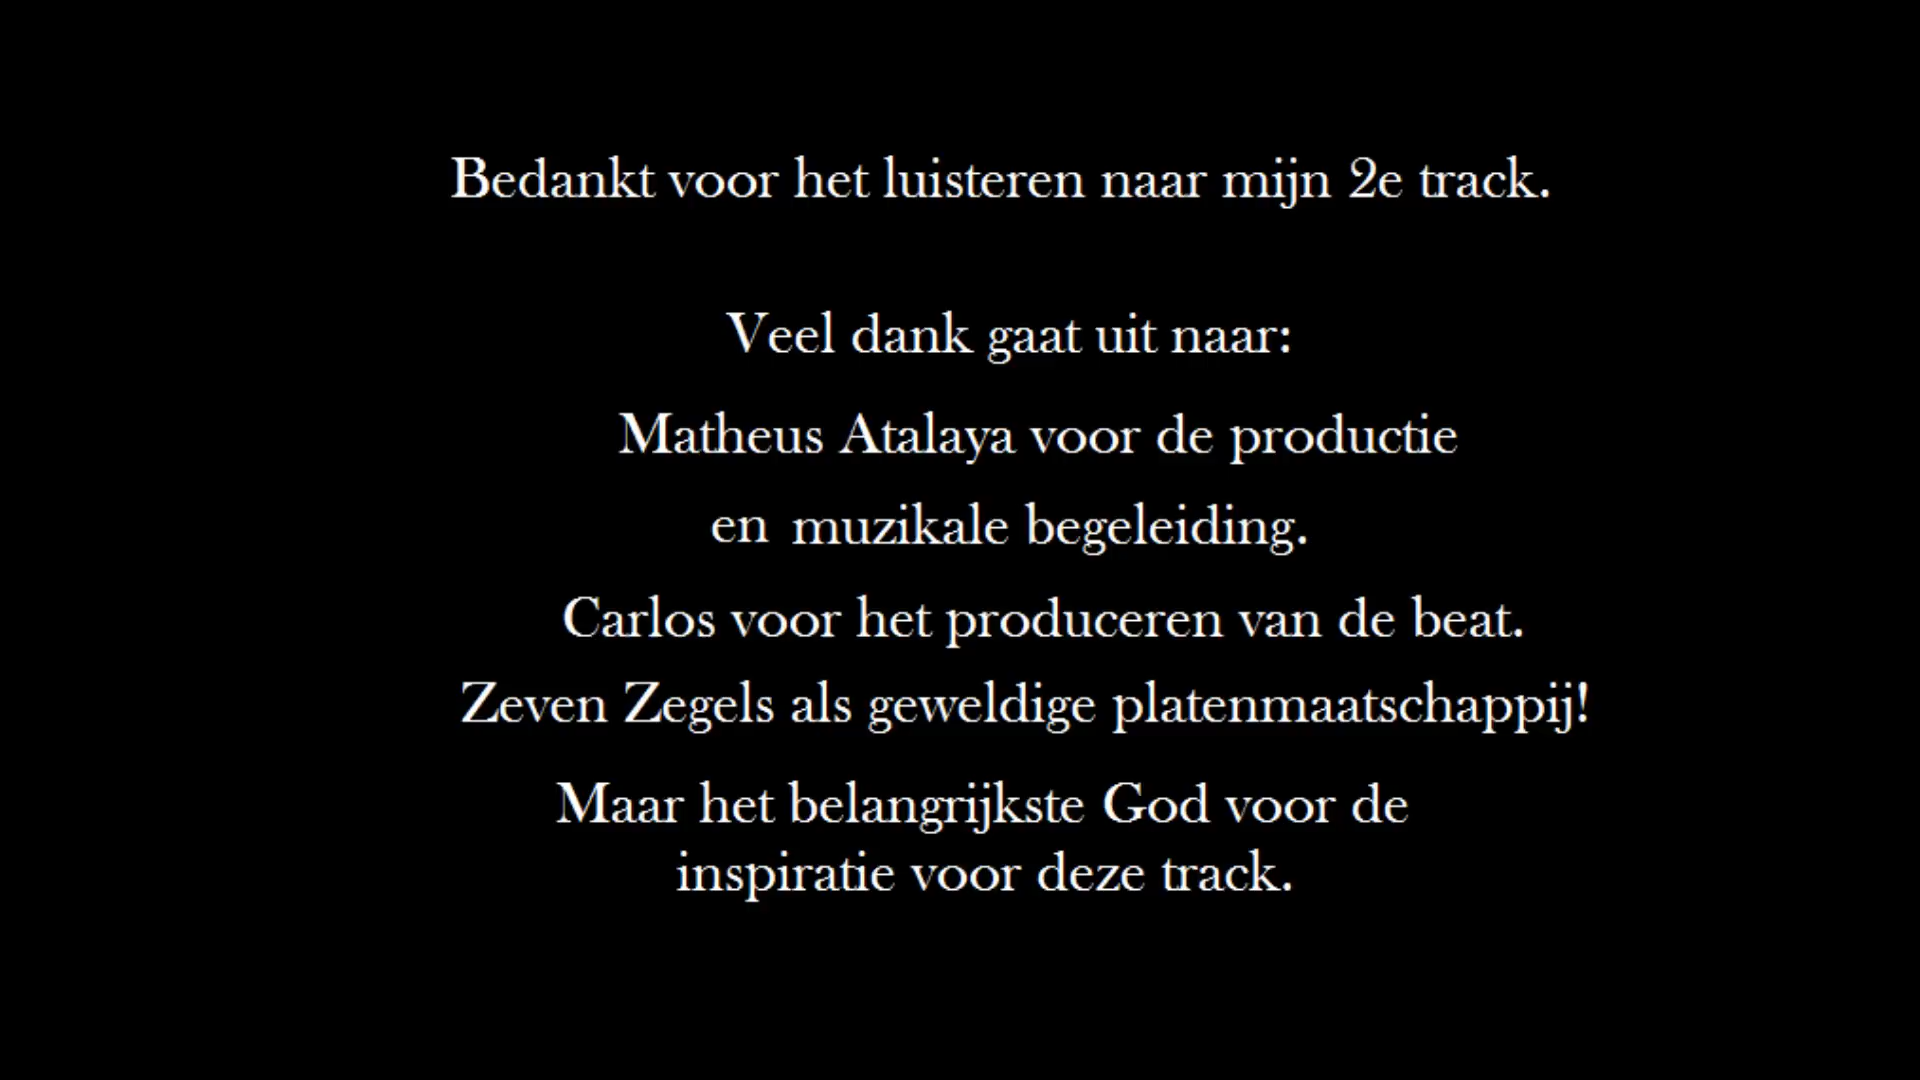 Bedankt voor het luisteren naar mijn 2e track.
Veel dank gaat uit naar:
Matheus Atalaya voor de productie
en muzikale begeleiding.
Carlos voor het produceren van de beat.
Zeven Zegels als geweldige platenmaatschappij!
Maar het belangrijkste God voor de
inspiratie voor deze track.